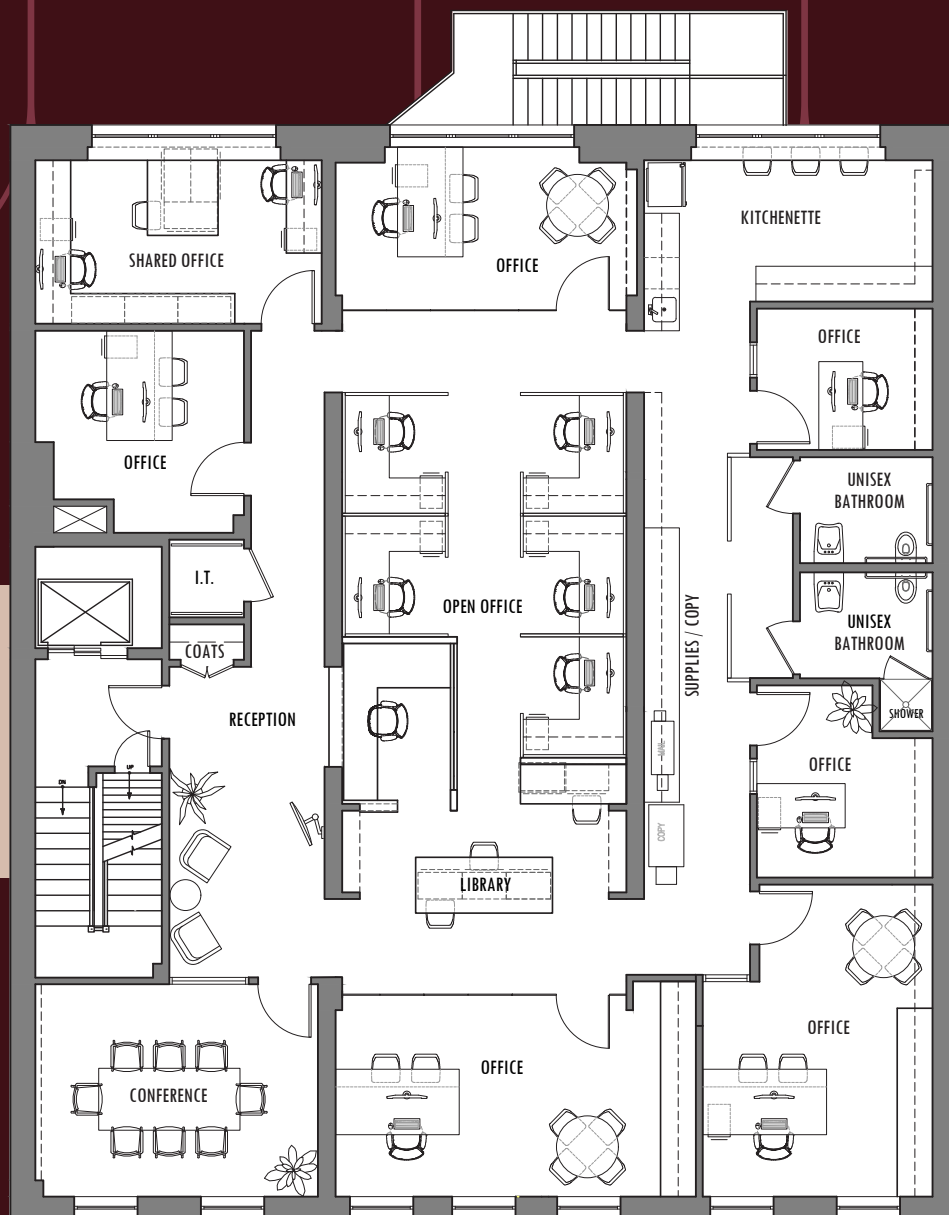 KITCHENETTE
SHARED OFFICE
OFFICE
OFFICE
OFFICE
UNISEX
BATHROOM
I.T.
OPEN OFFICE
SUPPLIES / COPY
UNISEX
BATHROOM
COATS
SHOWER
RECEPTION
MAIL
OFFICE
DN
UP
COPY
LIBRARY
OFFICE
OFFICE
CONFERENCE